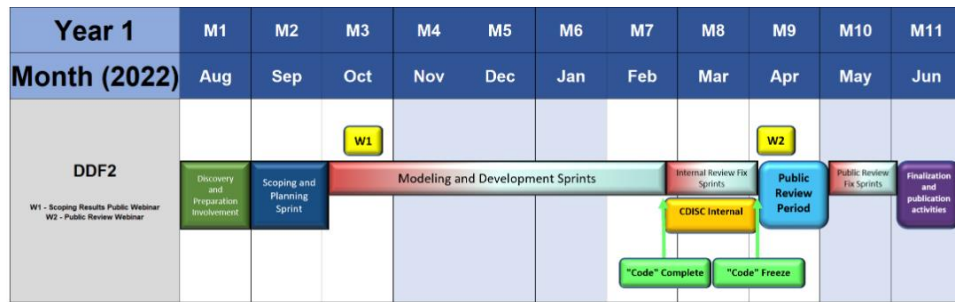 Year 1 M1 M2 M3 M4 M5 M6 M7 M8 M9 M10 M11
Month (2022) Aug Sep Oct Nov Dec Jan Feb Mar Apr May Jun
DDF2
W1 - Scoping Results Public Webinar
W2 - Public Review Webinar
W1
W2
Discovery
and
Preparation
Involvement
Scoping and
Planning
Sprint
Modeling and Development Sprints
Internal Review Fix
Sprints
CDISC Internal
Public
Review
Period
Public Review
Fix Sprints
Finalization
and
publication
activities
"Code" Complete
"Code" Freeze